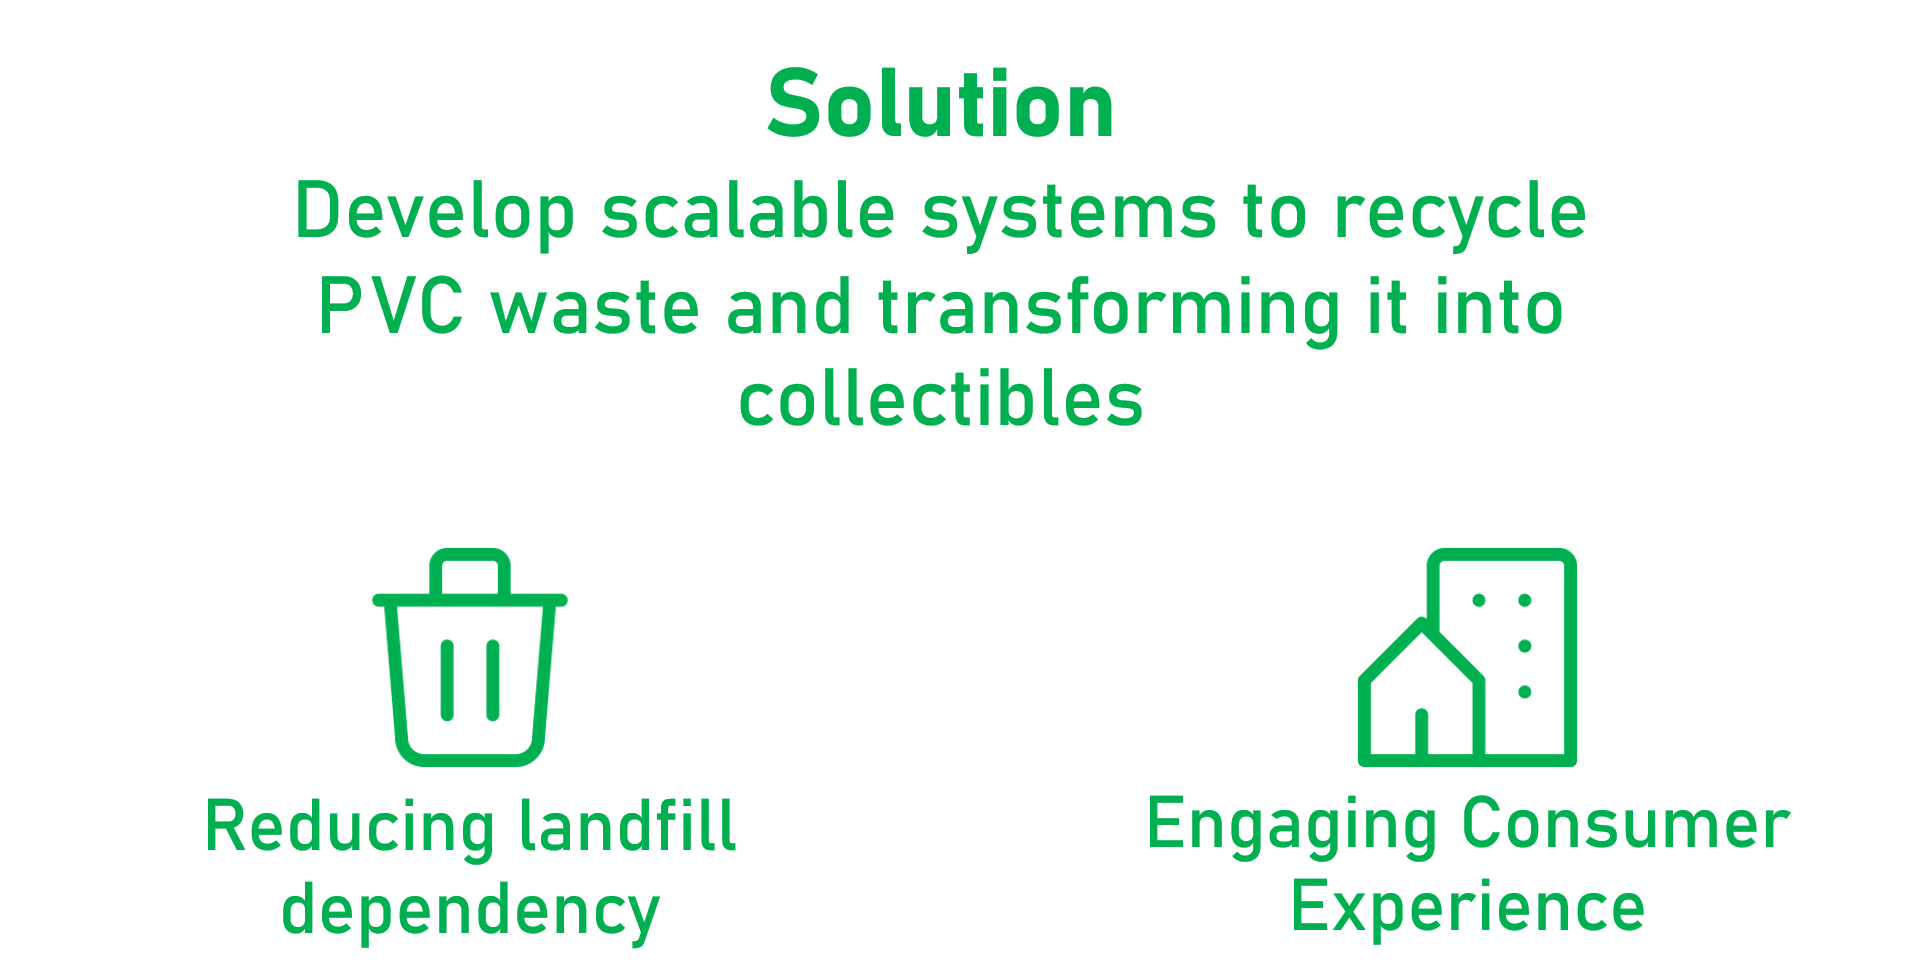 Solution
Develop scalable systems to recycle
PVC waste and transforming it into
collectibles
Reducing landfill
dependency
Engaging Consumer
Experience